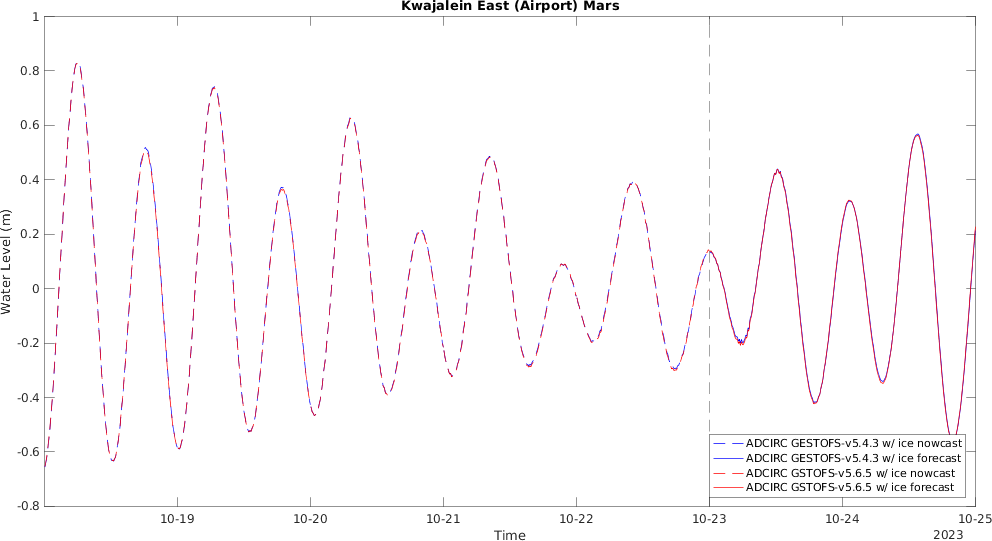 Kwajalein East (Airport) Mars
Water Level (m)
1
0.8
0.6
0.4
0.2
0
-0.2
-0.4
-0.6
-0.8
ADCIRC GESTOFS-v5.4.3 w/ ice nowcast
ADCIRC GESTOFS-v5.4.3 w/ ice forecast
ADCIRC GSTOFS-v5.6.5 w/ ice nowcast
ADCIRC GSTOFS-v5.6.5 w/ ice forecast
10-19 10-20 10-21 10-22 10-23 10-24 10-25
Time
2023